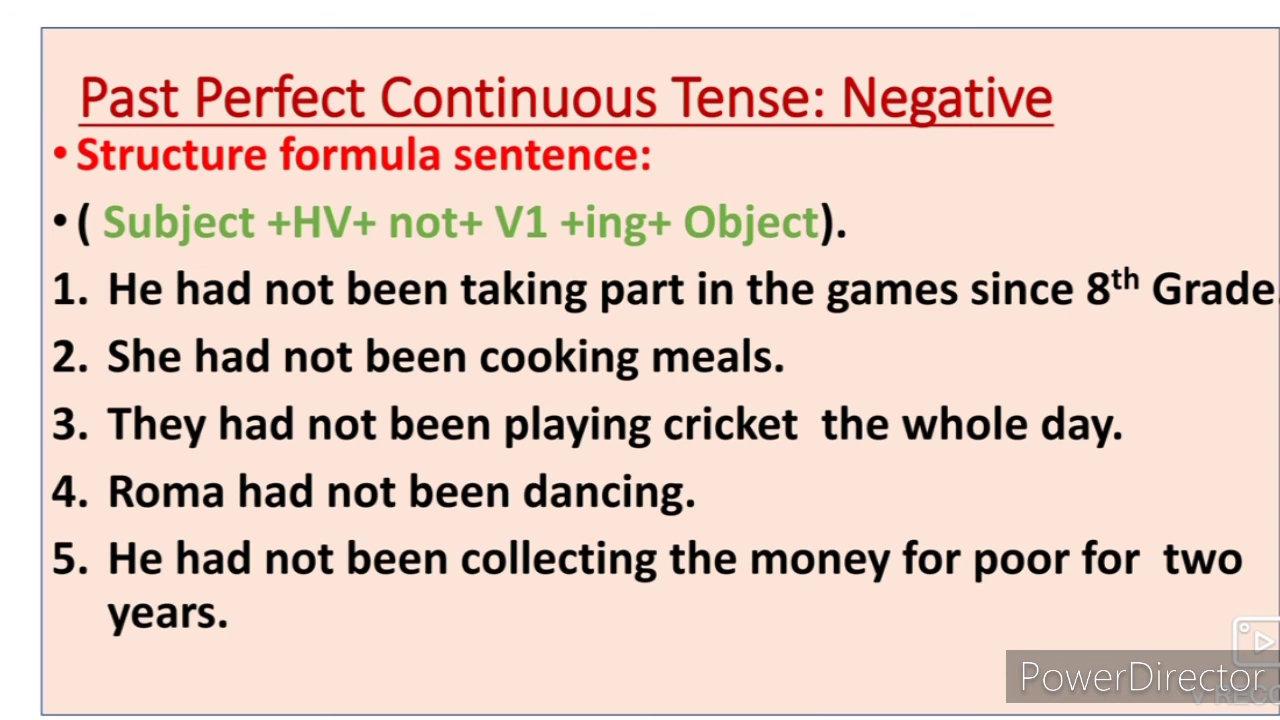 Past Perfect Continuous Tense: Negative
• Structure formula sentence:
• ( Subject +HV+ not+ V1 +ing+ Object).
1. He had not been taking part in the games since 8th Grade.
2. She had not been cooking meals.
3. They had not been playing cricket the whole day.
4. Roma had not been dancing.
5. He had not been collecting the money for poor for two
years.
PowerDirector